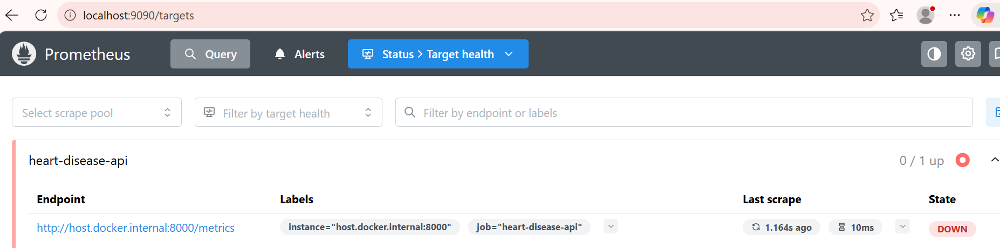 localhost:9090/targets
Prometheus Query Alerts Status > Target health
Select scrape pool Filter by target health Filter by endpoint or labels
heart-disease-api 0 / 1 up
Endpoint Labels Last scrape State
http://host.docker.internal:8000/metrics instance="host.docker.internal:8000" job="heart-disease-api" 1.164s ago 10ms DOWN